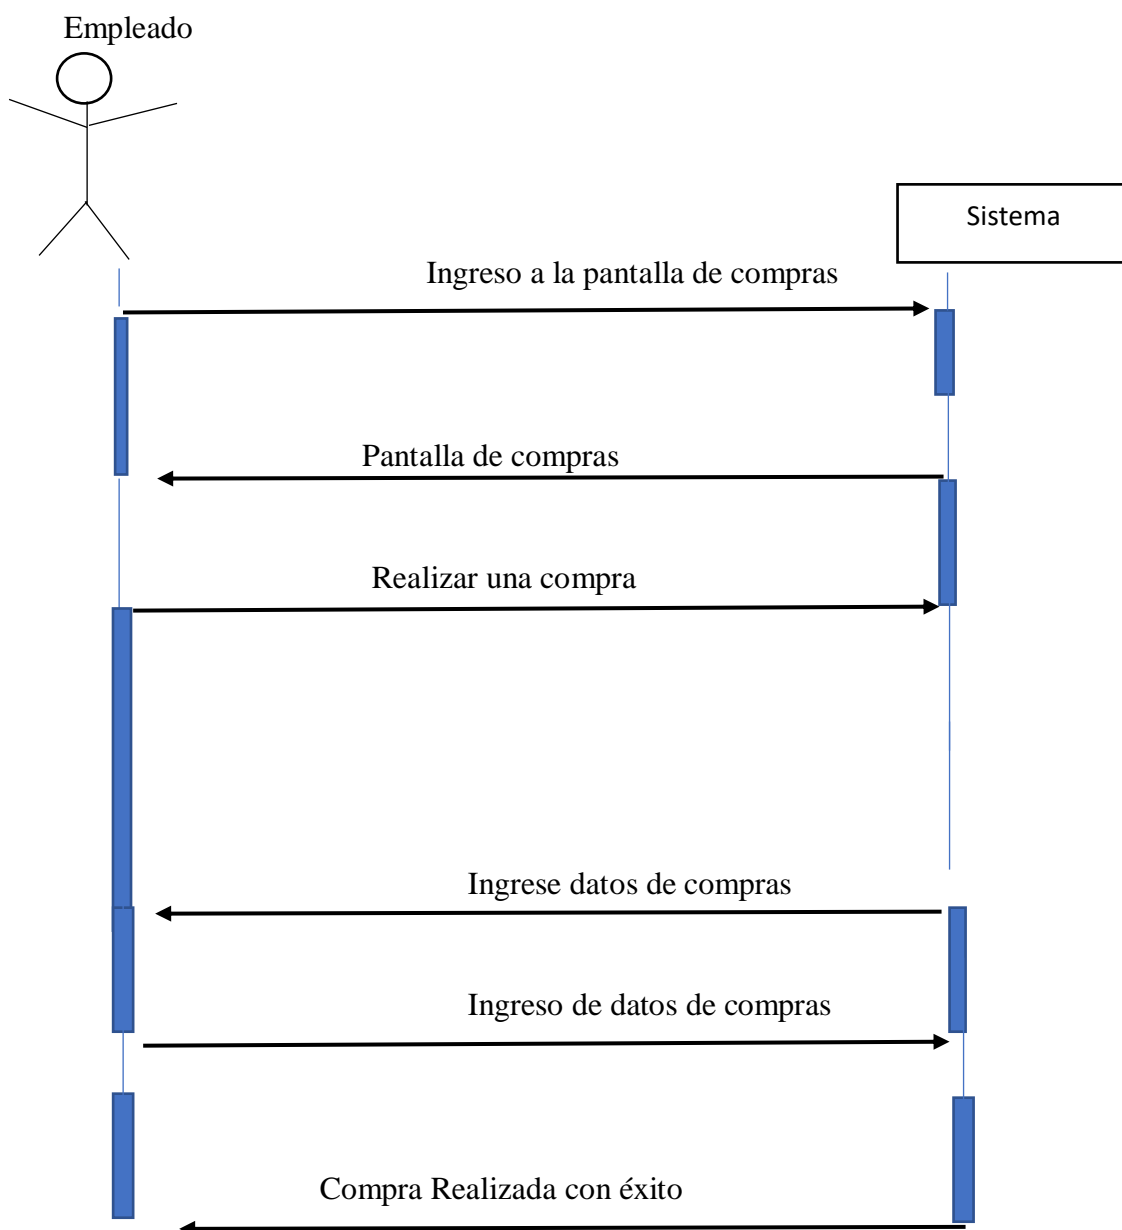 Empleado
Sistema
Ingreso a la pantalla de compras
Pantalla de compras
Realizar una compra
Ingrese datos de compras
Ingreso de datos de compras
Compra Realizada con éxito